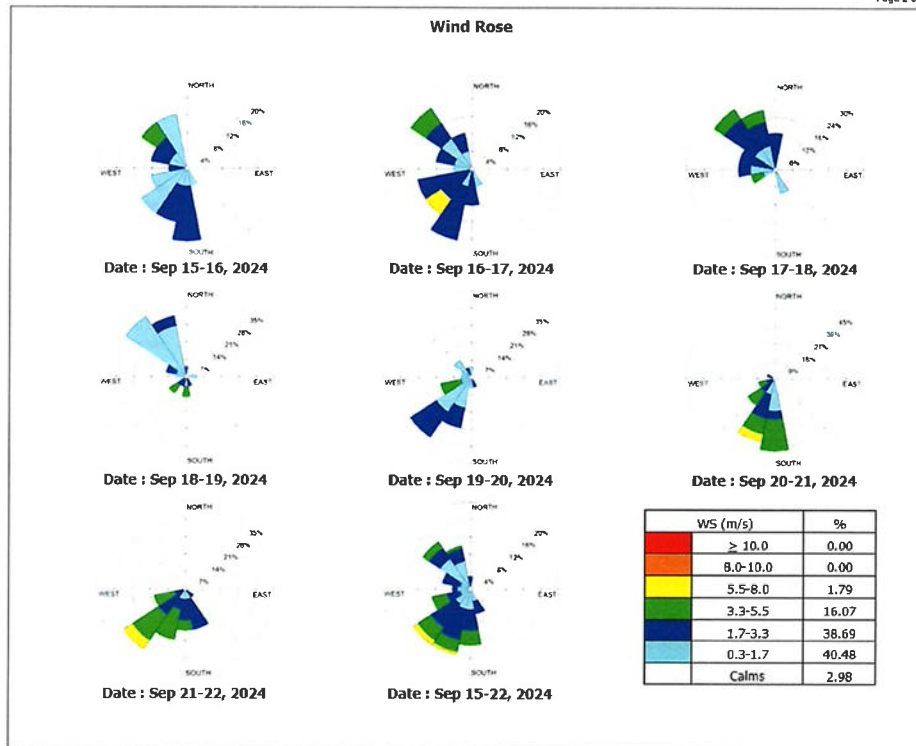 Page 2 o
Wind Rose
NORTH
20%
16%
12%
8%
4%
WEST
EAST
SOUTH
Date : Sep 15-16, 2024
NORTH
20%
16%
12%
8%
4%
WEST
EAST
SOUTH
Date : Sep 16-17, 2024
NORTH
30%
24%
18%
12%
6%
WEST
EAST
SOUTH
Date : Sep 17-18, 2024
NORTH
35%
28%
21%
14%
7%
WEST
EAST
SOUTH
Date : Sep 18-19, 2024
NORTH
35%
28%
21%
14%
7%
WEST
EAST
SOUTH
Date : Sep 19-20, 2024
NORTH
45%
36%
27%
18%
9%
WEST
EAST
SOUTH
Date : Sep 20-21, 2024
NORTH
35%
28%
21%
14%
7%
WEST
EAST
SOUTH
Date : Sep 21-22, 2024
NORTH
20%
16%
12%
8%
4%
WEST
EAST
SOUTH
Date : Sep 15-22, 2024
WS (m/s) %
≥ 10.0 0.00
8.0-10.0 0.00
5.5-8.0 1.79
3.3-5.5 16.07
1.7-3.3 38.69
0.3-1.7 40.48
Calms 2.98